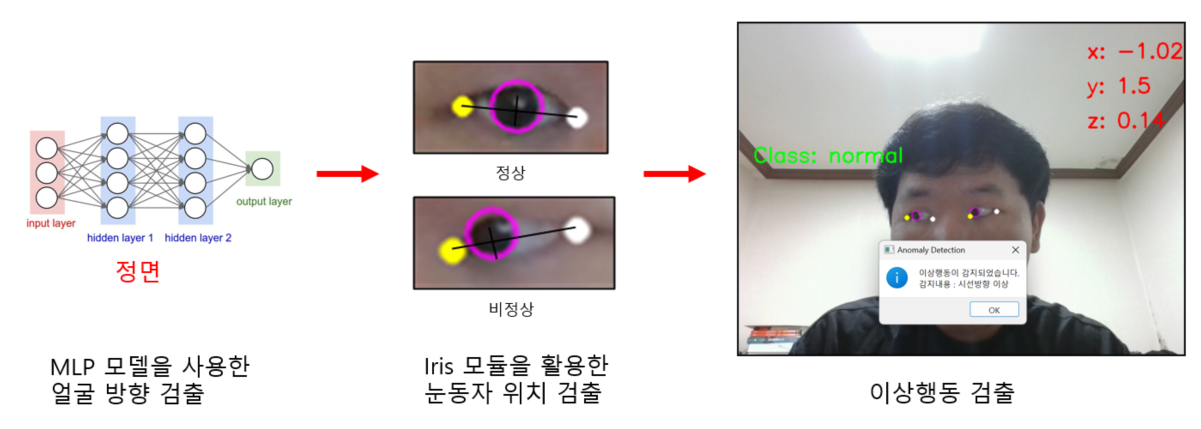 input layer
hidden layer 1
hidden layer 2
output layer
정면
MLP 모델을 사용한
얼굴 방향 검출
정상
비정상
Iris 모듈을 활용한
눈동자 위치 검출
x: -1.02
y: 1.5
z: 0.14
Class: normal
Anomaly Detection
이상행동이 감지되었습니다.
감지내용 : 시선방향 이상
OK
이상행동 검출